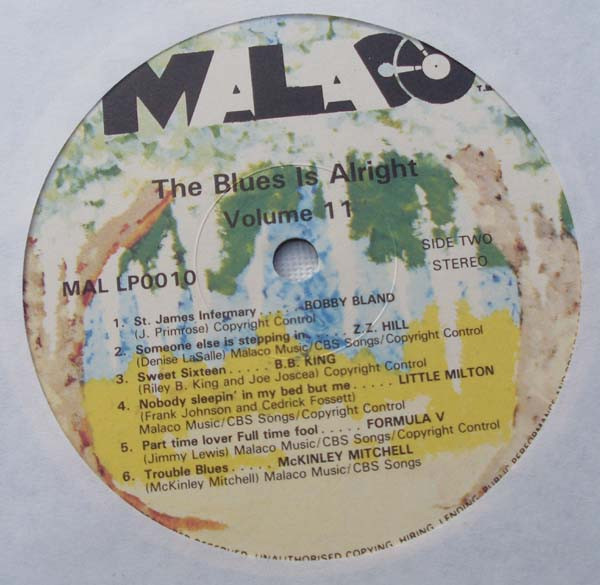 MALACO
T.M.
The Blues Is Alright
Volume 11
MAL LP0010
SIDE TWO
STEREO
1. St. James Infermary . . . . . BOBBY BLAND
(J. Primrose) Copyright Control
2. Someone else is stepping in . . . . . Z.Z. HILL
(Denise LaSalle) Malaco Music/CBS Songs/Copyright Control
3. Sweet Sixteen . . . . . B.B. KING
(Riley B. King and Joe Joscea) Copyright Control
4. Nobody sleepin' in my bed but me . . . . . LITTLE MILTON
(Frank Johnson and Cedrick Fossett)
Malaco Music/CBS Songs/Copyright Control
5. Part time lover Full time fool . . . . . FORMULA V
(Jimmy Lewis) Malaco Music/CBS Songs/Copyright Control
6. Trouble Blues . . . . . McKINLEY MITCHELL
(McKinley Mitchell) Malaco Music/CBS Songs
UNAUTHORISED COPYING, HIRING, LENDING, PUBLIC